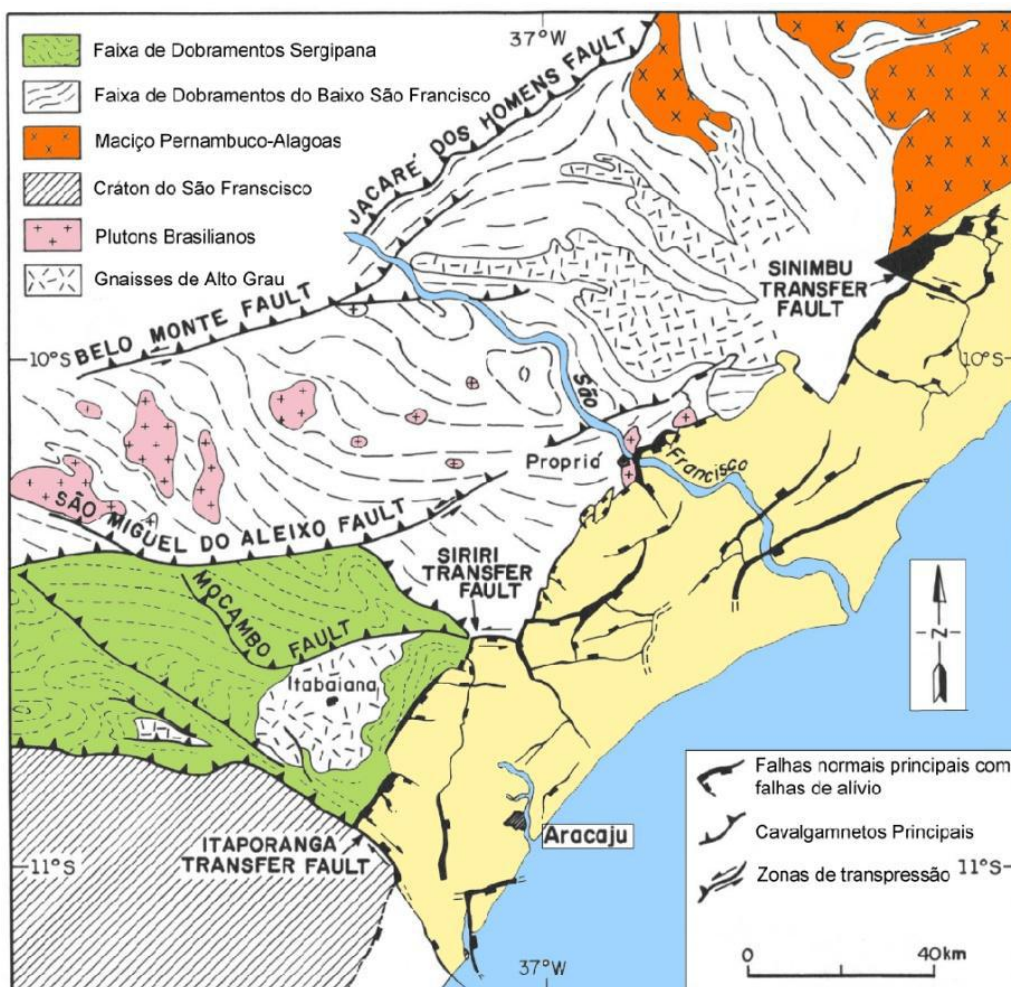 Faixa de Dobramentos Sergipana
Faixa de Dobramentos do Baixo São Francisco
Maciço Pernambuco-Alagoas
Cráton do São Franscisco
Plutons Brasilianos
Gnaisses de Alto Grau
37°W
JACARÉ DOS HOMENS FAULT
SINIMBU
TRANSFER
FAULT
BELO MONTE FAULT
10°S
10°S
São
Francisco
Propriá
SÃO MIGUEL DO ALEIXO FAULT
SIRIRI
TRANSFER
FAULT
MOCAMBO FAULT
Itabaiana
N
ITAPORANGA
TRANSFER FAULT
Aracaju
11°S
37°W
Falhas normais principais com
falhas de alívio
Cavalgamnetos Principais
Zonas de transpressão
11°S
0 40km